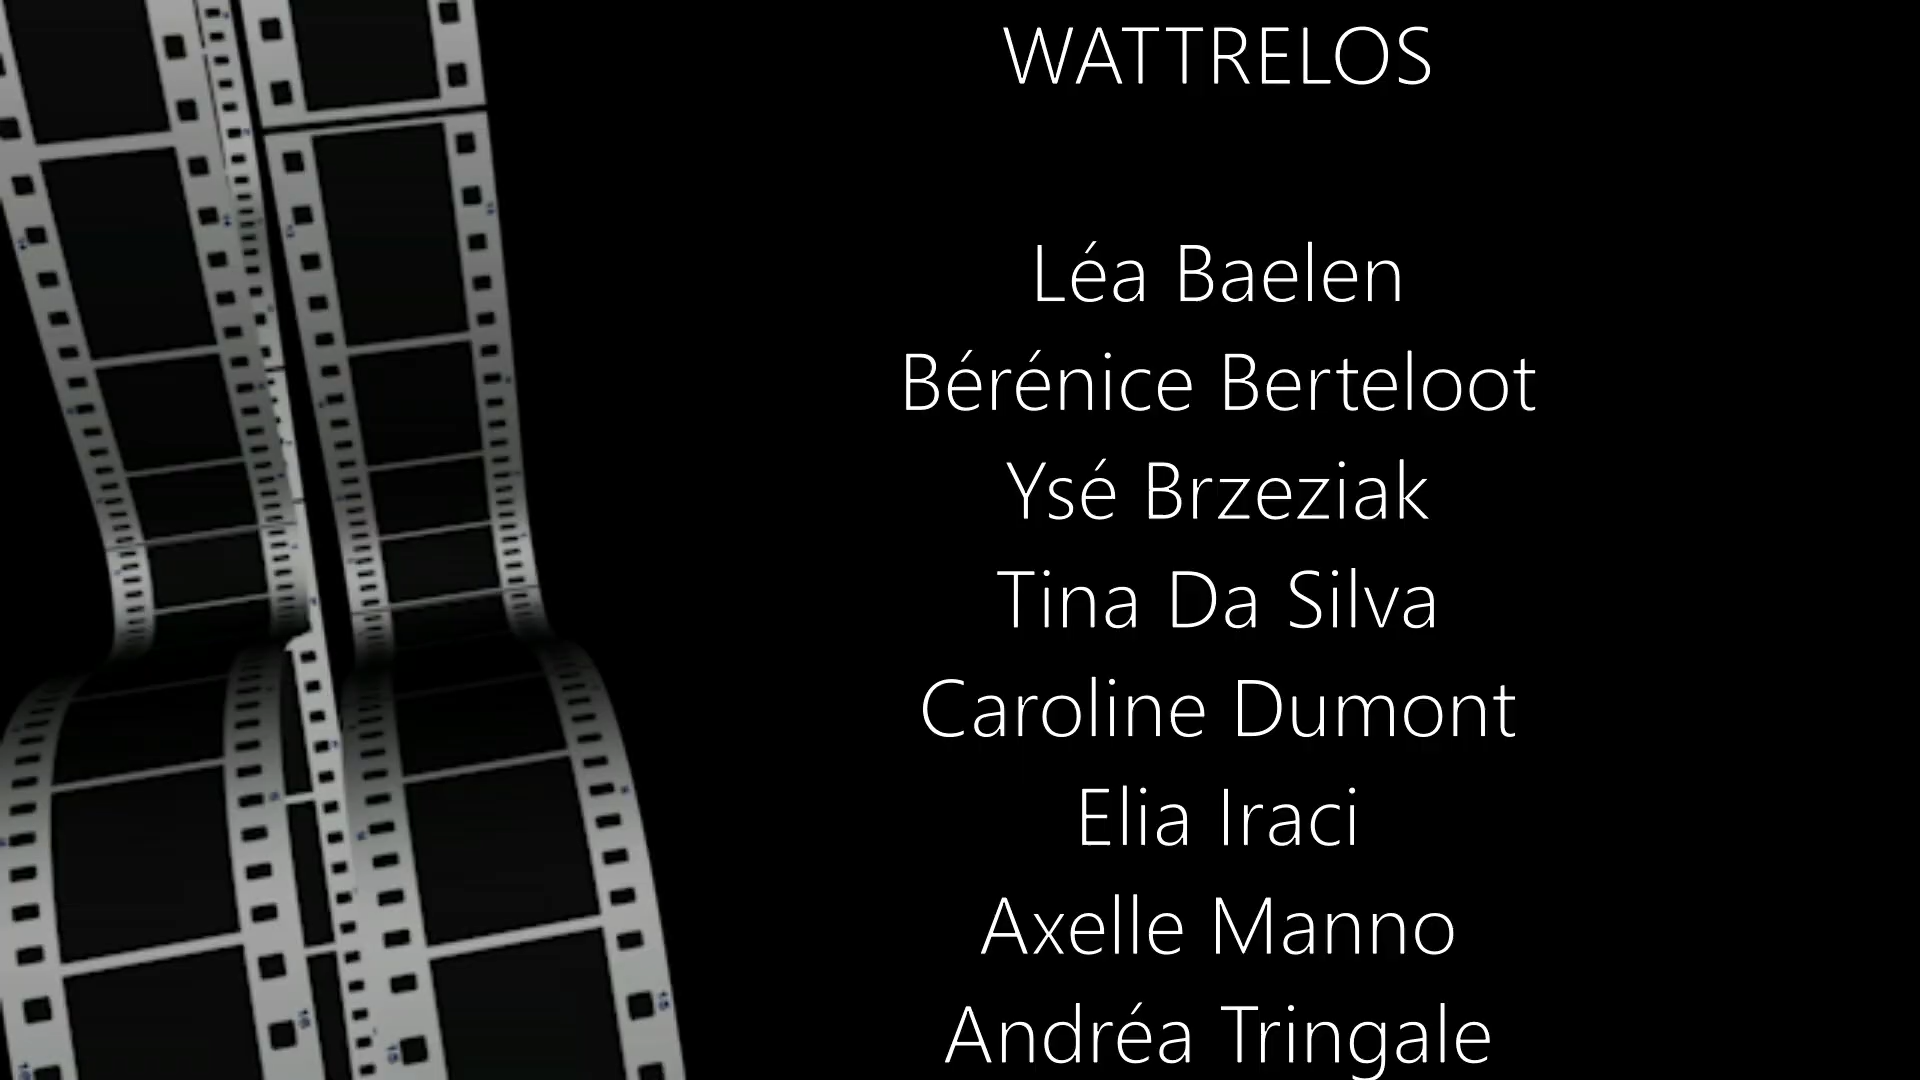 WATTRELOS
Léa Baelen
Bérénice Berteloot
Ysé Brzeziak
Tina Da Silva
Caroline Dumont
Elia Iraci
Axelle Manno
Andréa Tringale